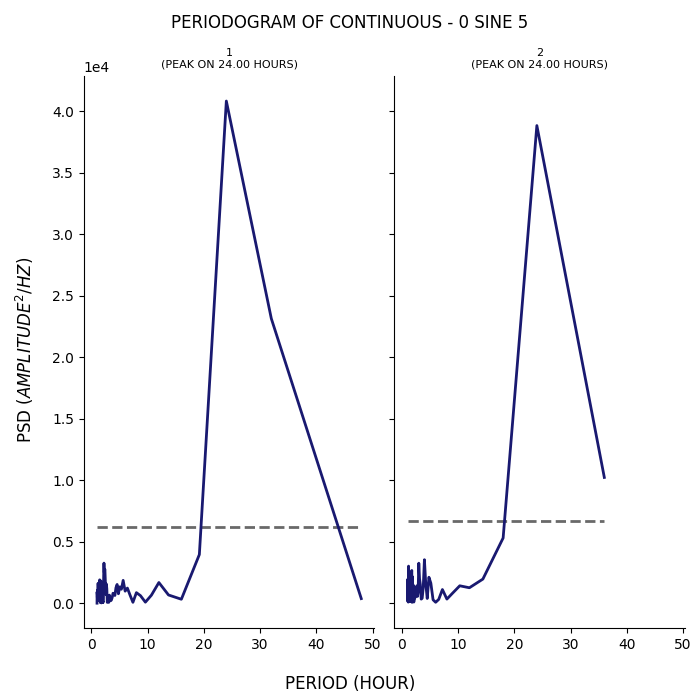 PERIODOGRAM OF CONTINUOUS - 0 SINE 5
1
(PEAK ON 24.00 HOURS)
2
(PEAK ON 24.00 HOURS)
1e4
4.0
3.5
3.0
2.5
2.0
1.5
1.0
0.5
0.0
PSD (AMPLITUDE²/HZ)
0 10 20 30 40 50
0 10 20 30 40 50
PERIOD (HOUR)